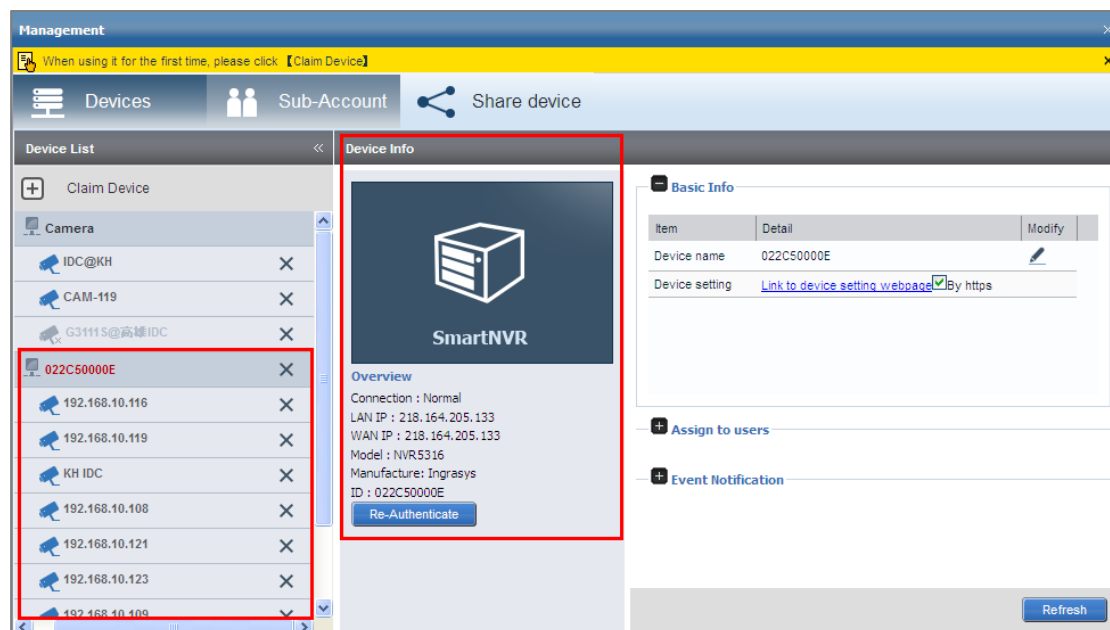 Management
When using it for the first time, please click 【Claim Device】
Devices
Sub-Account
Share device
Device List
Claim Device
Camera
IDC@KH
CAM-119
G3111S@高雄IDC
022C50000E
192.168.10.116
192.168.10.119
KH IDC
192.168.10.108
192.168.10.121
192.168.10.123
192.168.10.109
Device Info
SmartNVR
Overview
Connection : Normal
LAN IP : 218.164.205.133
WAN IP : 218.164.205.133
Model : NVR5316
Manufacture: Ingrasys
ID : 022C50000E
Re-Authenticate
Basic Info
Item Detail Modify
Device name 022C50000E
Device setting Link to device setting webpage By https
Assign to users
Event Notification
Refresh